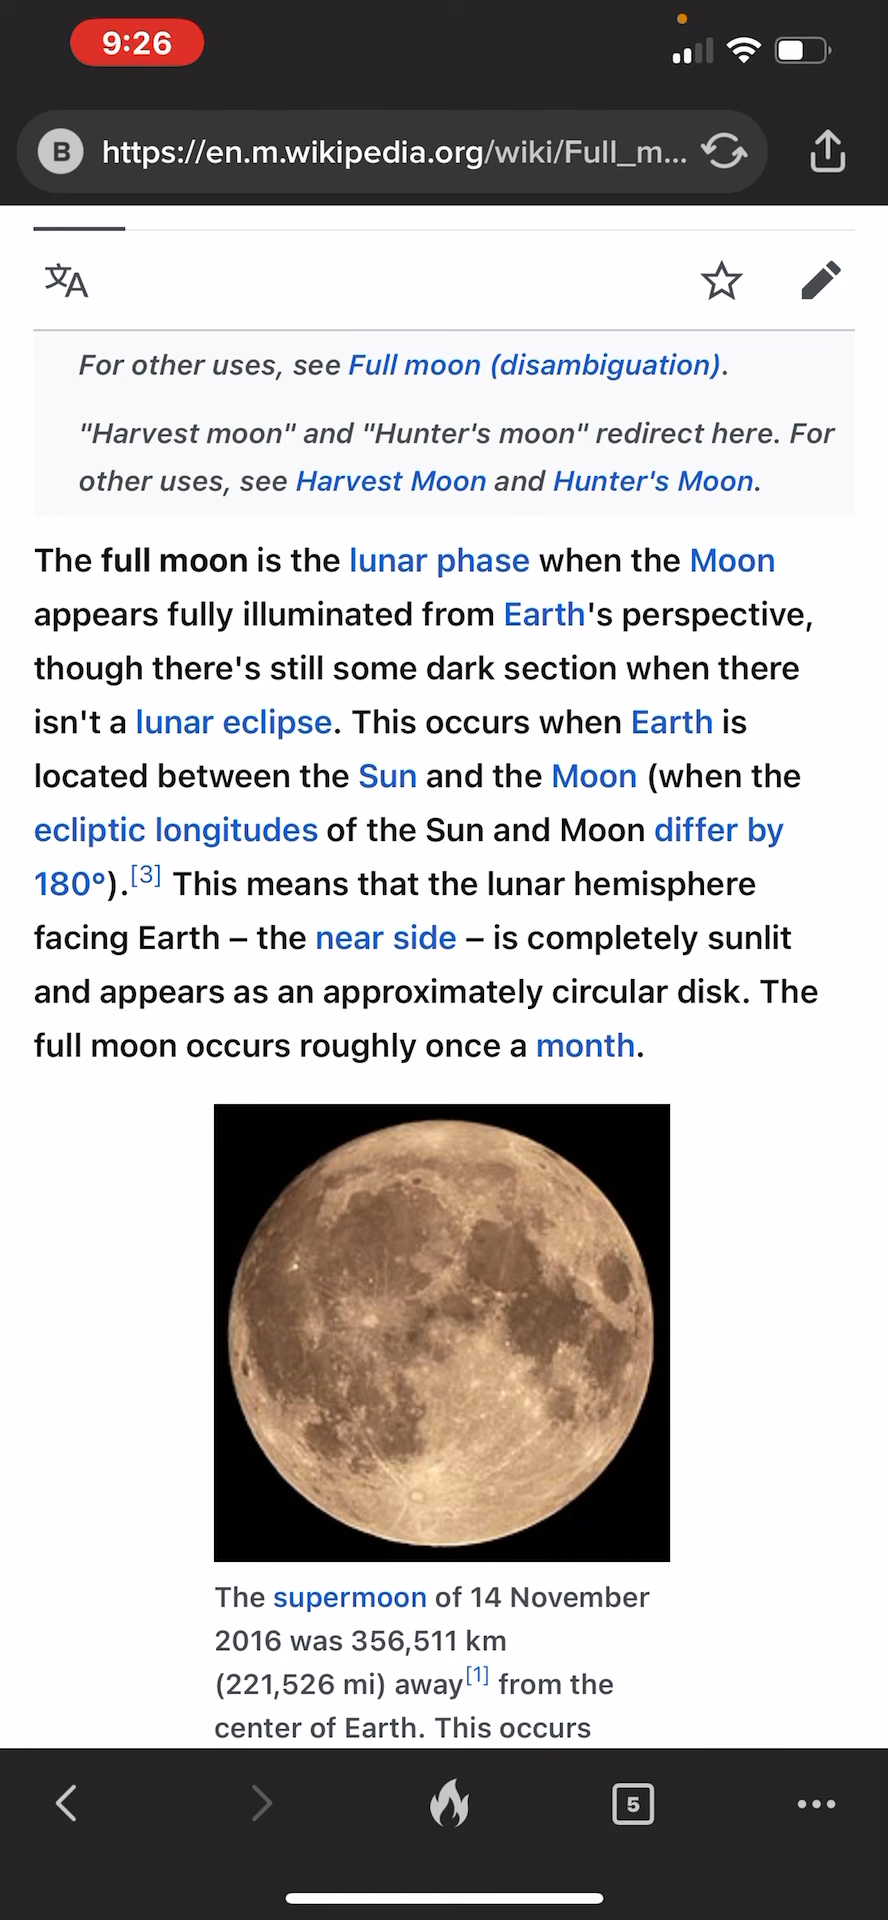 9:26
B https://en.m.wikipedia.org/wiki/Full_m...
文A
For other uses, see Full moon (disambiguation).
"Harvest moon" and "Hunter's moon" redirect here. For
other uses, see Harvest Moon and Hunter's Moon.
The full moon is the lunar phase when the Moon
appears fully illuminated from Earth's perspective,
though there's still some dark section when there
isn't a lunar eclipse. This occurs when Earth is
located between the Sun and the Moon (when the
ecliptic longitudes of the Sun and Moon differ by
180°).[3] This means that the lunar hemisphere
facing Earth – the near side – is completely sunlit
and appears as an approximately circular disk. The
full moon occurs roughly once a month.
The supermoon of 14 November
2016 was 356,511 km
(221,526 mi) away[1] from the
center of Earth. This occurs
5